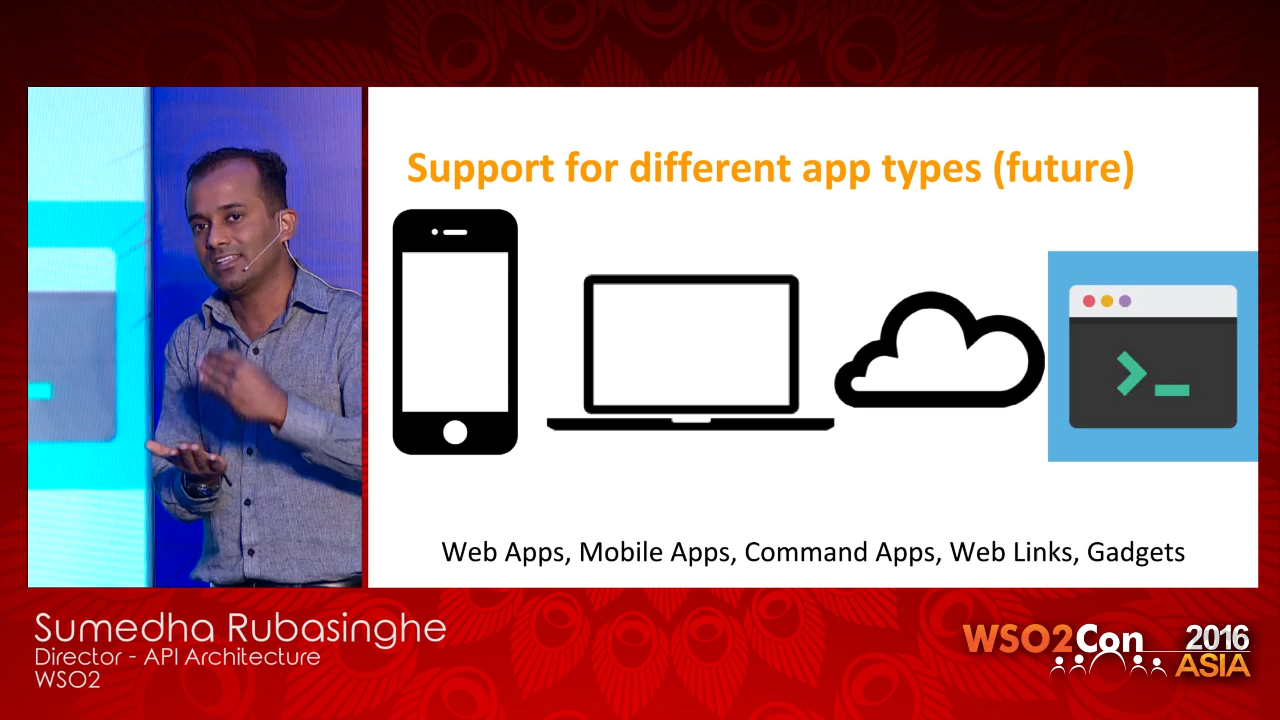 Support for different app types (future)
Web Apps, Mobile Apps, Command Apps, Web Links, Gadgets
Sumedha Rubasinghe
Director - API Architecture
WSO2
WSO2Con 2016
ASIA